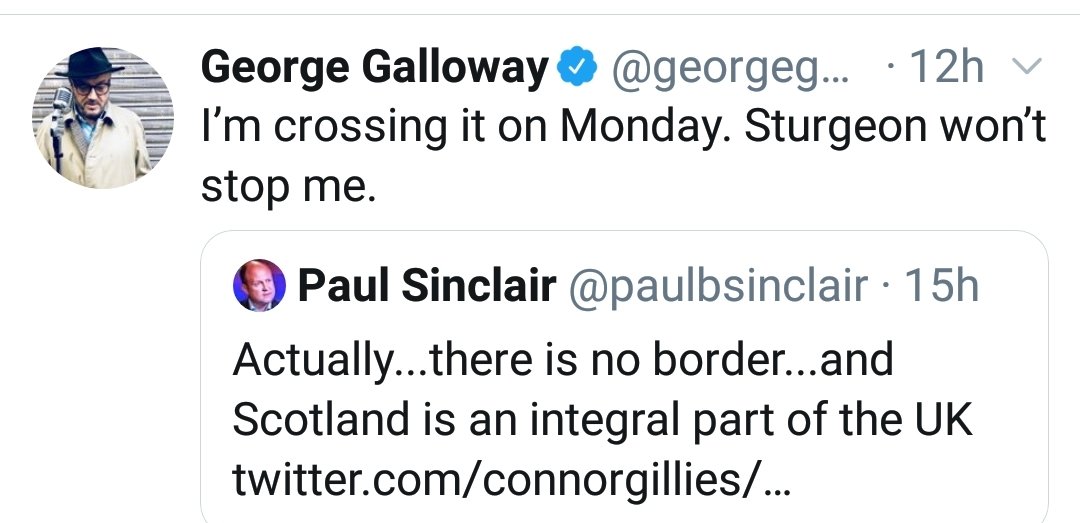 George Galloway @georgeg... · 12h
I'm crossing it on Monday. Sturgeon won't
stop me.
Paul Sinclair @paulbsinclair · 15h
Actually...there is no border...and
Scotland is an integral part of the UK
twitter.com/connorgillies/...